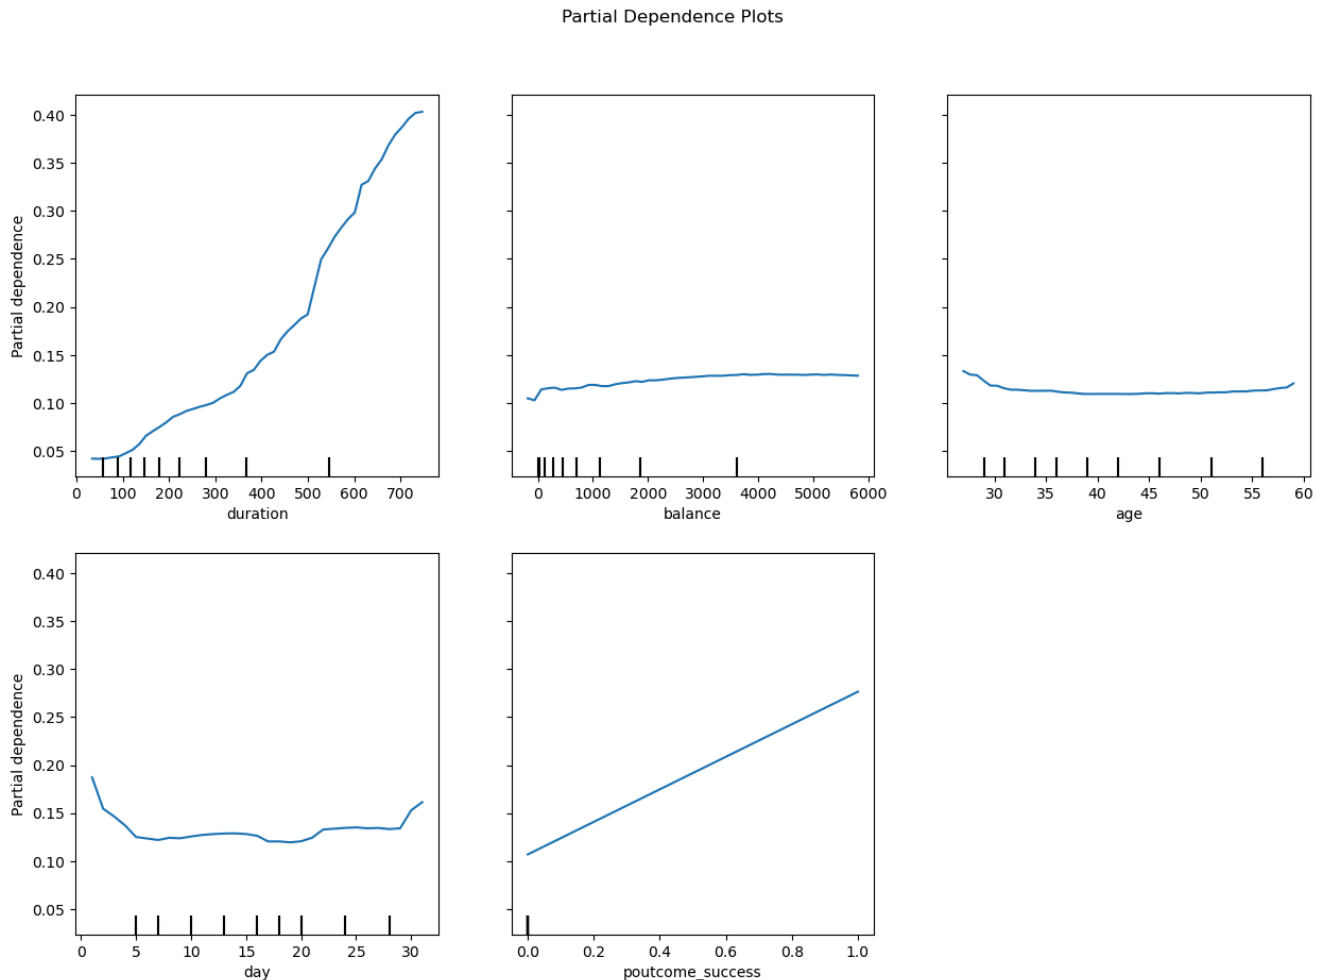 Partial Dependence Plots
Partial dependence
0.40
0.35
0.30
0.25
0.20
0.15
0.10
0.05
0 100 200 300 400 500 600 700
duration
0 1000 2000 3000 4000 5000 6000
balance
30 35 40 45 50 55 60
age
Partial dependence
0.40
0.35
0.30
0.25
0.20
0.15
0.10
0.05
0 5 10 15 20 25 30
day
0.0 0.2 0.4 0.6 0.8 1.0
poutcome_success